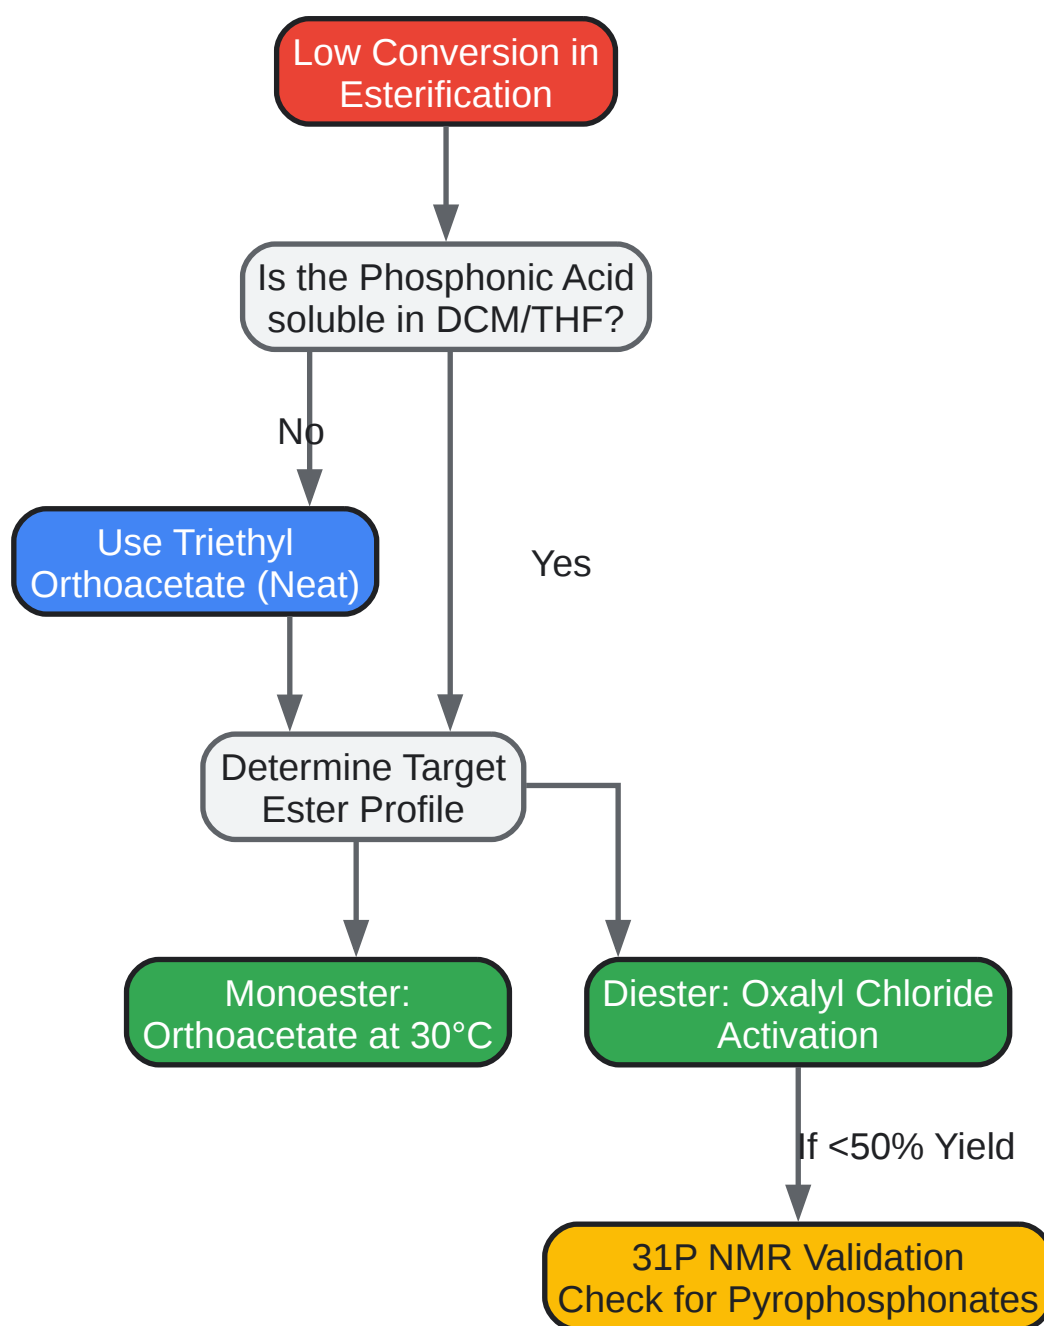 Low Conversion in
Esterification
Is the Phosphonic Acid
soluble in DCM/THF?
No
Yes
Use Triethyl
Orthoacetate (Neat)
Determine Target
Ester Profile
Monoester:
Orthoacetate at 30°C
Diester: Oxalyl Chloride
Activation
If <50% Yield
31P NMR Validation
Check for Pyrophosphonates